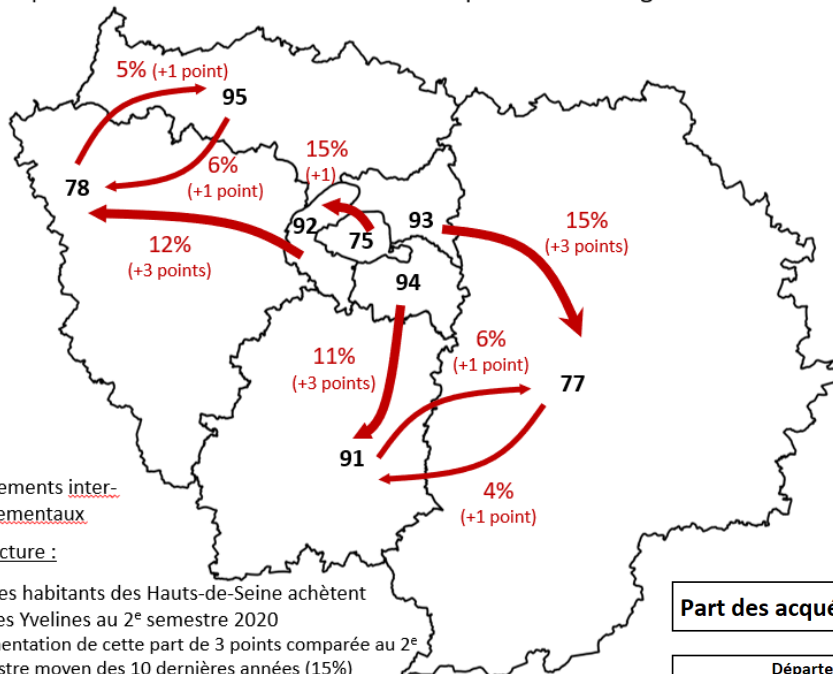 5% (+1 point)
95
15%
(+1)
6%
(+1 point)
78
92
75
93
15%
(+3 points)
12%
(+3 points)
94
11%
(+3 points)
6%
(+1 point)
77
91
4%
(+1 point)
ements inter-
ementaux
cture :
es habitants des Hauts-de-Seine achètent
es Yvelines au 2e semestre 2020
entation de cette part de 3 points comparée au 2e
stre moyen des 10 dernières années (15%)
Part des acqué
Départe